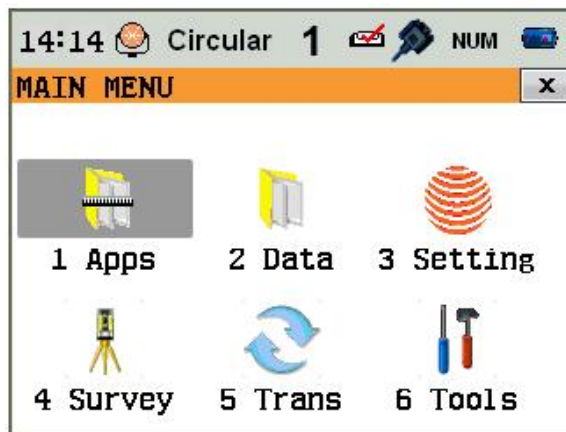 14:14 Circular 1 NUM
MAIN MENU x
1 Apps 2 Data 3 Setting
4 Survey 5 Trans 6 Tools